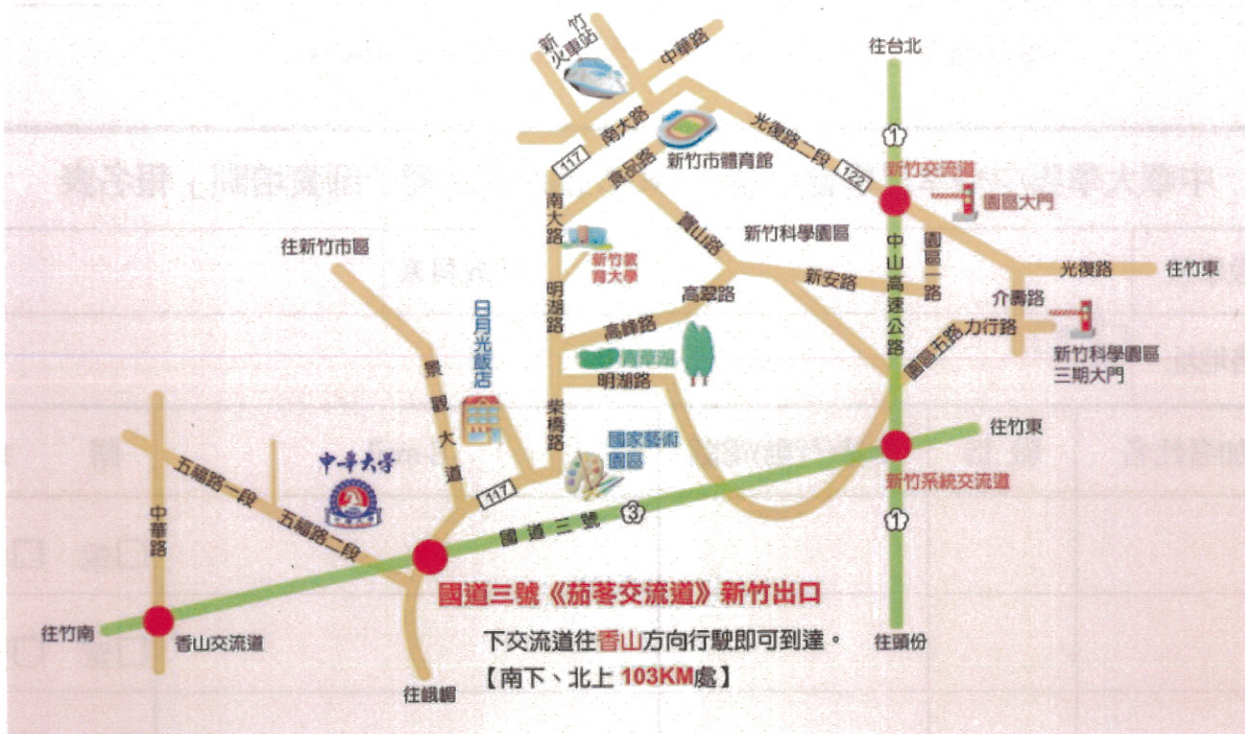 新竹
火車站
中華路
往台北
1
南大路
117
食品路
新竹市體育館
光復路二段
122
新竹交流道
園區大門
南大路
寶山路
新竹科學園區
中山高速公路
園區一路
往新竹市區
新竹教
育大學
新安路
光復路
往竹東
明湖路
高翠路
介壽路
日月光飯店
高峰路
力行路
園區五路
新竹科學園區
三期大門
青草湖
明湖路
景觀大道
柴橋路
往竹東
國家藝術
園區
中華大學
五福路一段
117
新竹系統交流道
中華路
五福路二段
國道三號
3
1
國道三號《茄苳交流道》新竹出口
往竹南
香山交流道
下交流道往香山方向行駛即可到達。
往頭份
【南下、北上 103KM處】
往峨嵋